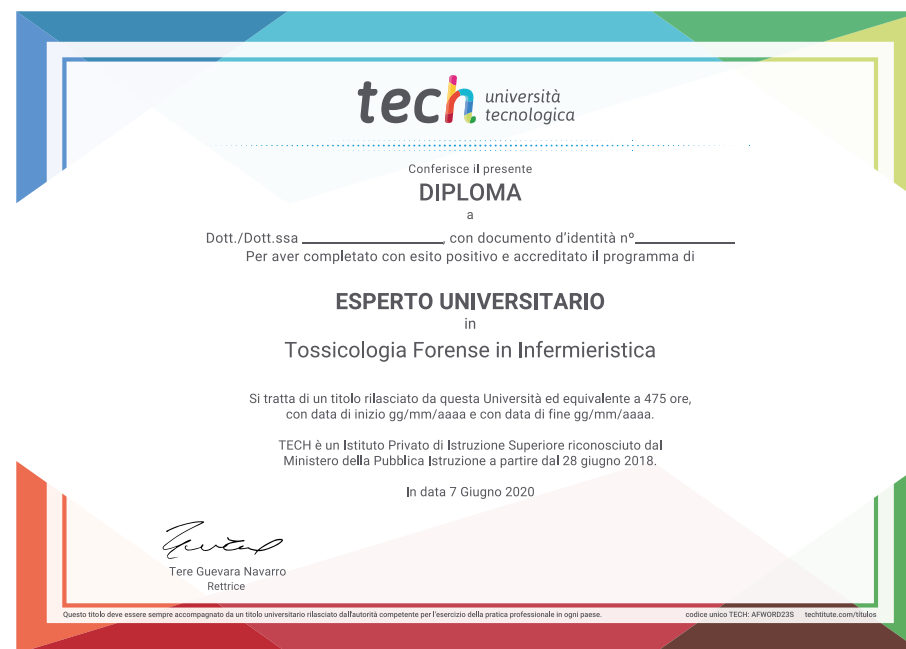 tech università
tecnologica
Conferisce il presente
DIPLOMA
a
Dott./Dott.ssa ____________________, con documento d'identità nº______________
Per aver completato con esito positivo e accreditato il programma di
ESPERTO UNIVERSITARIO
in
Tossicologia Forense in Infermieristica
Si tratta di un titolo rilasciato da questa Università ed equivalente a 475 ore,
con data di inizio gg/mm/aaaa e con data di fine gg/mm/aaaa.
TECH è un Istituto Privato di Istruzione Superiore riconosciuto dal
Ministero della Pubblica Istruzione a partire dal 28 giugno 2018.
In data 7 Giugno 2020
Tere Guevara Navarro
Rettrice
Questo titolo deve essere sempre accompagnato da un titolo universitario rilasciato dall'autorità competente per l'esercizio della pratica professionale in ogni paese. codice unico TECH: AFWORD23S techtitute.com/titulos